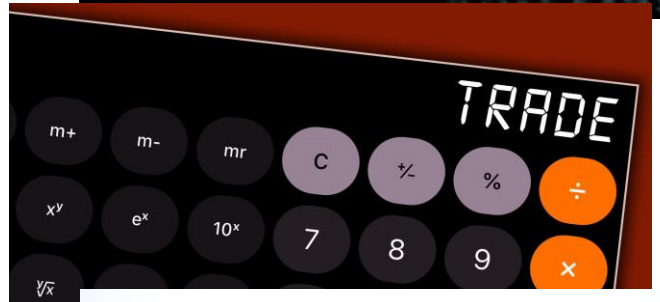 TRADE
m+ m- mr C +/- % ÷
xʸ eˣ 10ˣ 7 8 9 ×
ʸ√x